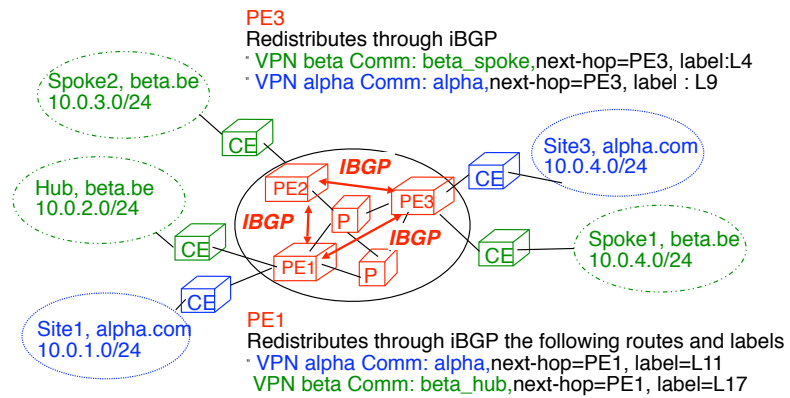 PE3
Redistributes through iBGP
• VPN beta Comm: beta_spoke,next-hop=PE3, label:L4
• VPN alpha Comm: alpha,next-hop=PE3, label : L9
Spoke2, beta.be
10.0.3.0/24
CE
Site3, alpha.com
10.0.4.0/24
CE
IBGP
PE2
PE3
Hub, beta.be
10.0.2.0/24
P
IBGP
IBGP
Spoke1, beta.be
10.0.4.0/24
CE
CE
PE1
P
CE
Site1, alpha.com
10.0.1.0/24
PE1
Redistributes through iBGP the following routes and labels
• VPN alpha Comm: alpha,next-hop=PE1, label=L11
VPN beta Comm: beta_hub,next-hop=PE1, label=L17